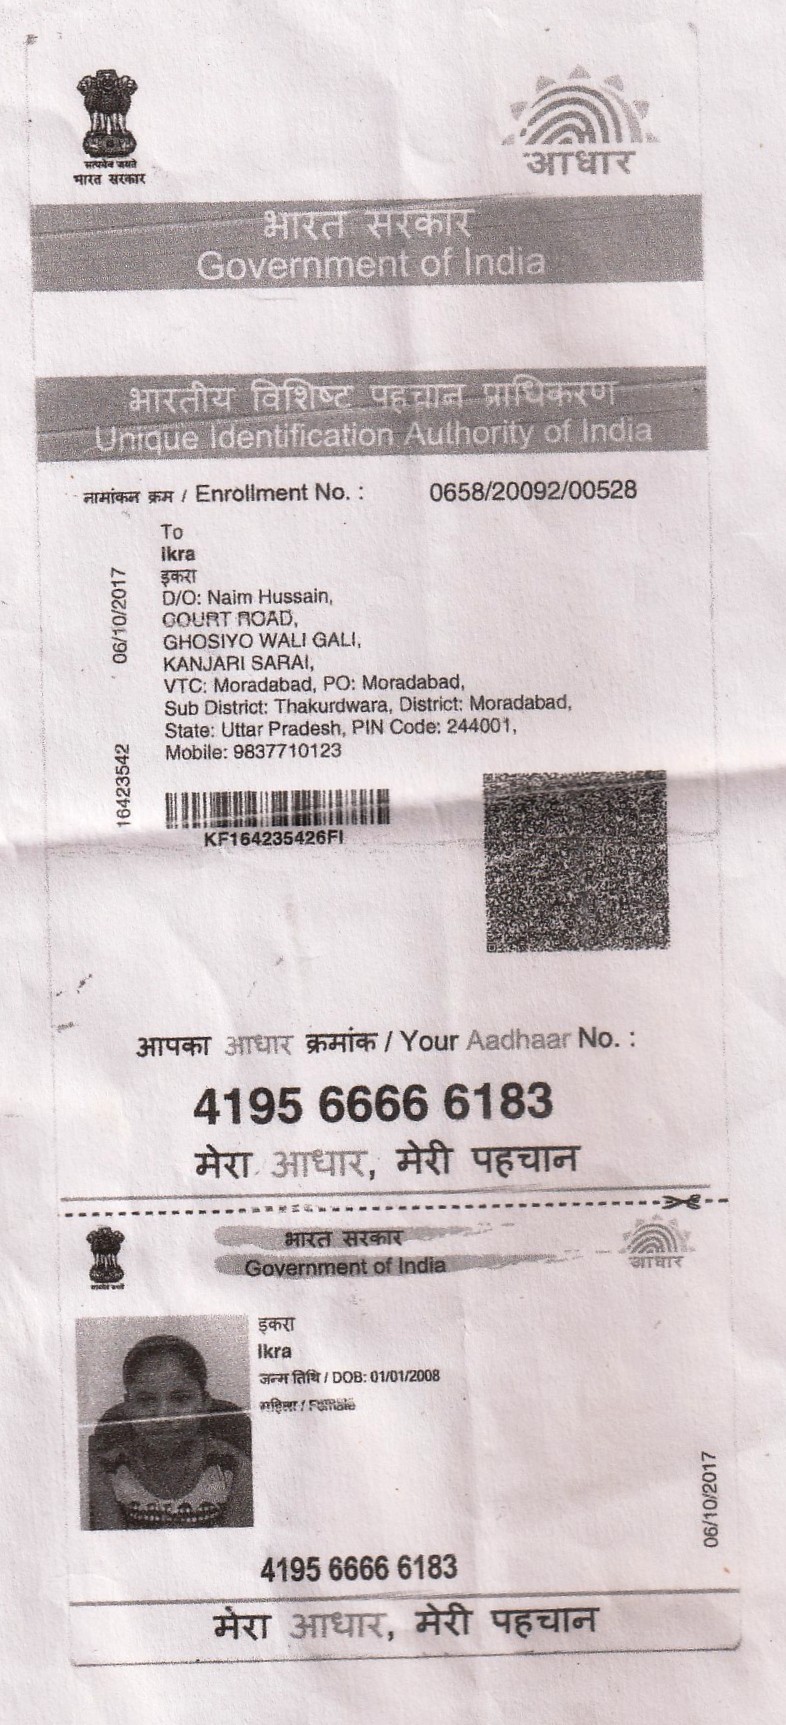 सत्यमेव जयते
भारत सरकार
आधार
भारत सरकार
Government of India
भारतीय विशिष्ट पहचान प्राधिकरण
Unique Identification Authority of India
नामांकन क्रम / Enrollment No. : 0658/20092/00528
To
Ikra
इकरा
D/O: Naim Hussain,
COURT ROAD,
GHOSIYO WALI GALI,
KANJARI SARAI,
VTC: Moradabad, PO: Moradabad,
Sub District: Thakurdwara, District: Moradabad,
State: Uttar Pradesh, PIN Code: 244001,
Mobile: 9837710123
06/10/2017
16423542
KF164235426FI
आपका आधार क्रमांक / Your Aadhaar No. :
4195 6666 6183
मेरा आधार, मेरी पहचान
भारत सरकार
Government of India
आधार
इकरा
Ikra
जन्म तिथि / DOB: 01/01/2008
महिला / Female
06/10/2017
4195 6666 6183
मेरा आधार, मेरी पहचान